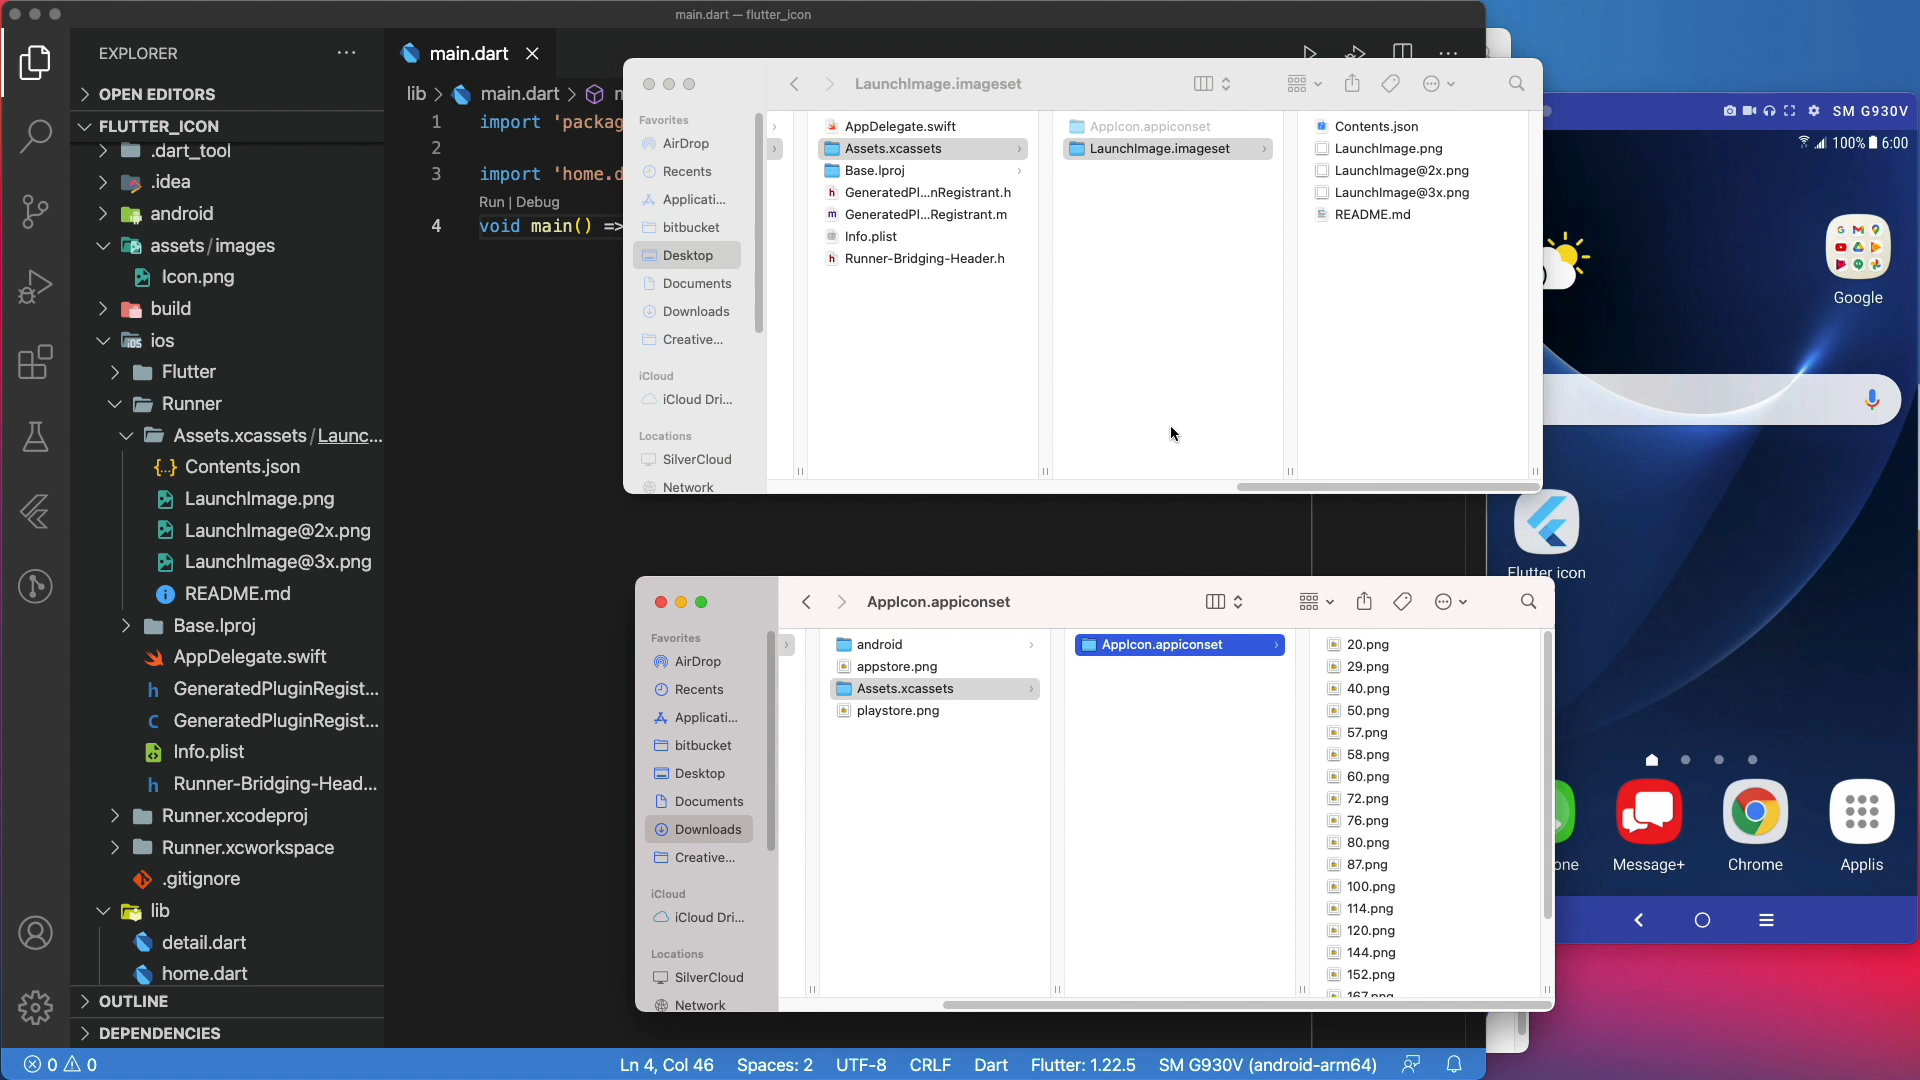 main.dart — flutter_icon
EXPLORER
OPEN EDITORS
FLUTTER_ICON
.dart_tool
.idea
android
assets/images
Icon.png
build
ios
Flutter
Runner
Assets.xcassets/Launc...
Contents.json
LaunchImage.png
LaunchImage@2x.png
LaunchImage@3x.png
README.md
Base.lproj
AppDelegate.swift
GeneratedPluginRegist...
GeneratedPluginRegist...
Info.plist
Runner-Bridging-Head...
Runner.xcodeproj
Runner.xcworkspace
.gitignore
lib
detail.dart
home.dart
OUTLINE
DEPENDENCIES
main.dart
lib > main.dart >
1 import 'packag
2
3 import 'home.d
Run | Debug
4 void main() =>
LaunchImage.imageset
Favorites
AirDrop
Recents
Applicati...
bitbucket
Desktop
Documents
Downloads
Creative...
iCloud
iCloud Dri...
Locations
SilverCloud
Network
AppDelegate.swift
Assets.xcassets
Base.lproj
GeneratedPl...nRegistrant.h
GeneratedPl...Registrant.m
Info.plist
Runner-Bridging-Header.h
AppIcon.appiconset
LaunchImage.imageset
Contents.json
LaunchImage.png
LaunchImage@2x.png
LaunchImage@3x.png
README.md
AppIcon.appiconset
Favorites
AirDrop
Recents
Applicati...
bitbucket
Desktop
Documents
Downloads
Creative...
iCloud
iCloud Dri...
Locations
SilverCloud
Network
android
appstore.png
Assets.xcassets
playstore.png
AppIcon.appiconset
20.png
29.png
40.png
50.png
57.png
58.png
60.png
72.png
76.png
80.png
87.png
100.png
114.png
120.png
144.png
152.png
167.png
SM G930V
100% 6:00
Google
Flutter icon
one
Message+
Chrome
Applis
0 0
Ln 4, Col 46
Spaces: 2
UTF-8
CRLF
Dart
Flutter: 1.22.5
SM G930V (android-arm64)